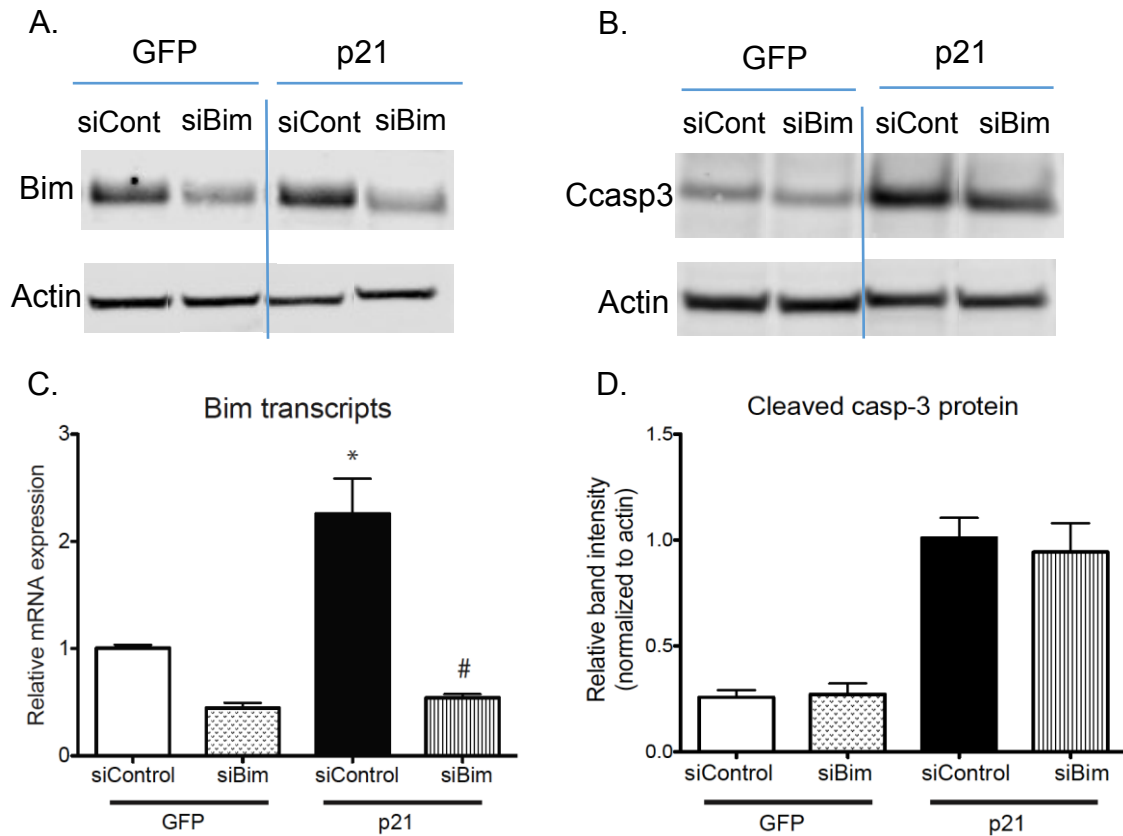 A.
GFP p21
siCont siBim siCont siBim
Bim
Actin
B.
GFP p21
siCont siBim siCont siBim
Ccasp3
Actin
C.
Bim transcripts
Relative mRNA expression
3
2
1
0
*
#
siControl siBim siControl siBim
GFP p21
D.
Cleaved casp-3 protein
Relative band intensity
(normalized to actin)
1.5
1.0
0.5
0.0
siControl siBim siControl siBim
GFP p21